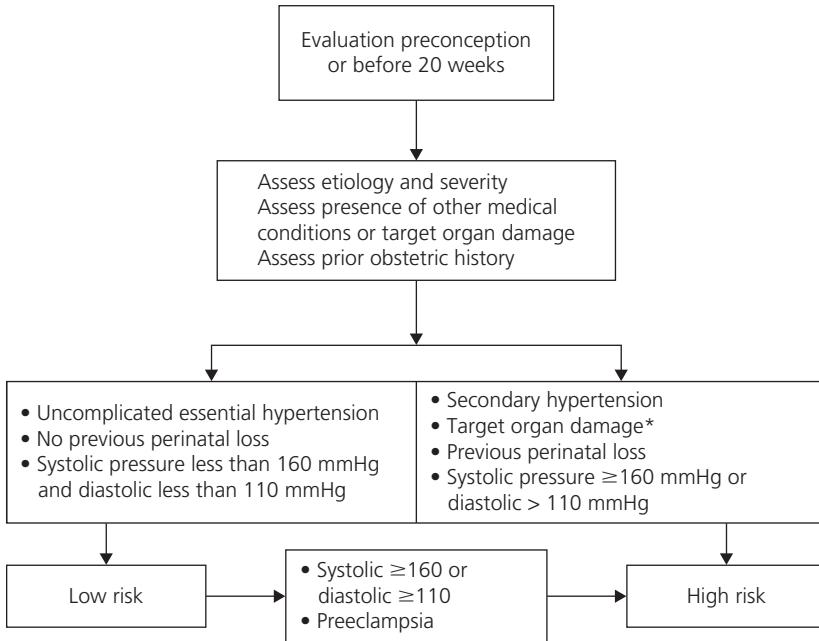 Evaluation preconception
or before 20 weeks
Assess etiology and severity
Assess presence of other medical
conditions or target organ damage
Assess prior obstetric history
• Uncomplicated essential hypertension
• No previous perinatal loss
• Systolic pressure less than 160 mmHg
and diastolic less than 110 mmHg
• Secondary hypertension
• Target organ damage*
• Previous perinatal loss
• Systolic pressure ≥160 mmHg or
diastolic > 110 mmHg
Low risk
• Systolic ≥160 or
diastolic ≥110
• Preeclampsia
High risk